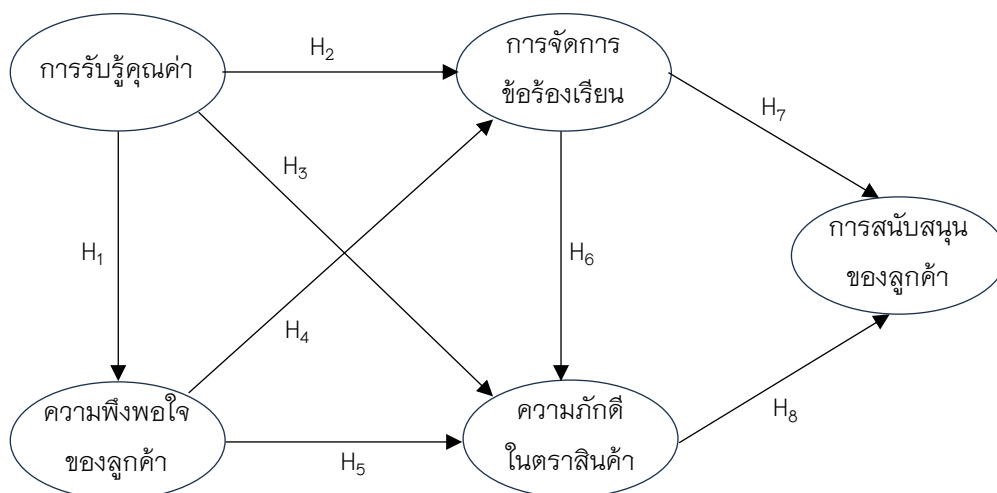 การรับรู้คุณค่า
H₂
การจัดการ
ข้อร้องเรียน
H₇
H₃
H₁
H₆
การสนับสนุน
ของลูกค้า
H₄
ความพึงพอใจ
ของลูกค้า
H₅
ความภักดี
ในตราสินค้า
H₈